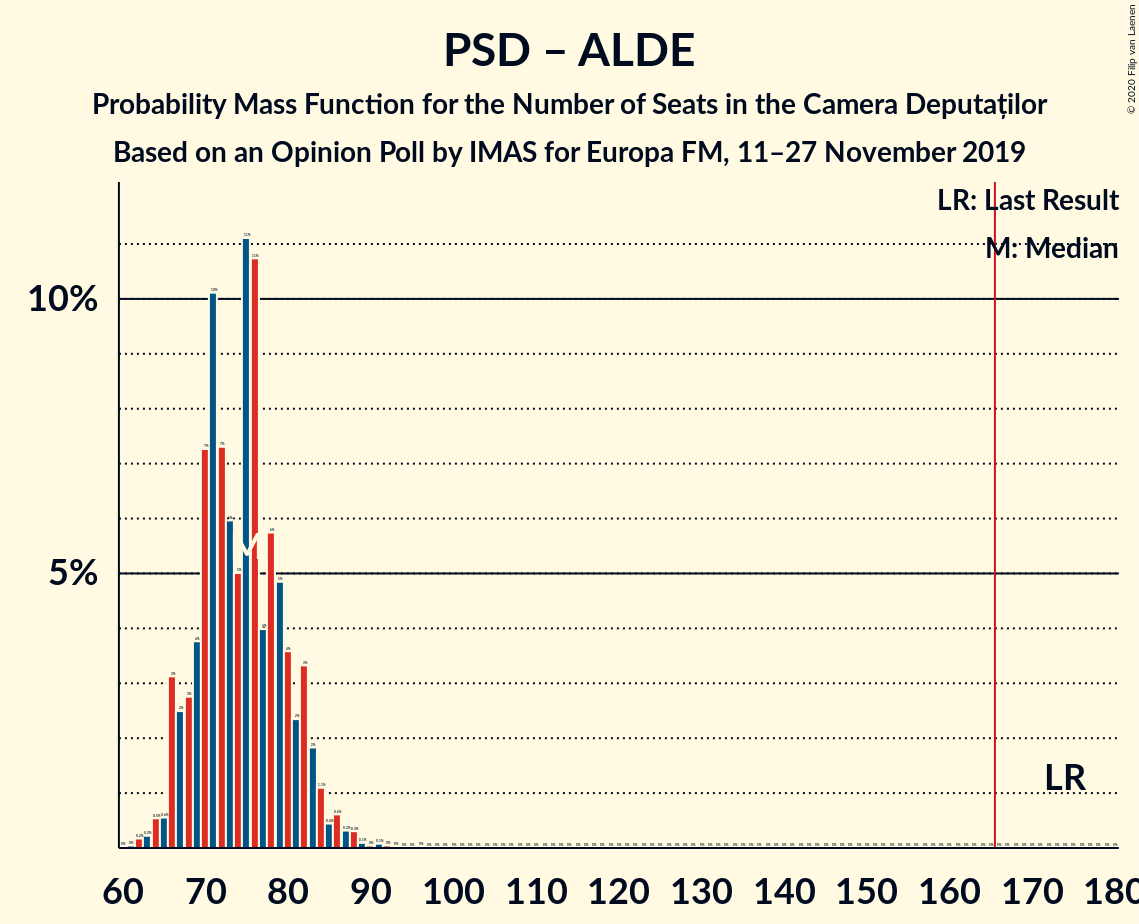 PSD – ALDE
Probability Mass Function for the Number of Seats in the Camera Deputaților
Based on an Opinion Poll by IMAS for Europa FM, 11–27 November 2019
© 2020 Filip van Laenen
LR: Last Result
M: Median
10%
5%
M
LR
60 70 80 90 100 110 120 130 140 150 160 170 180